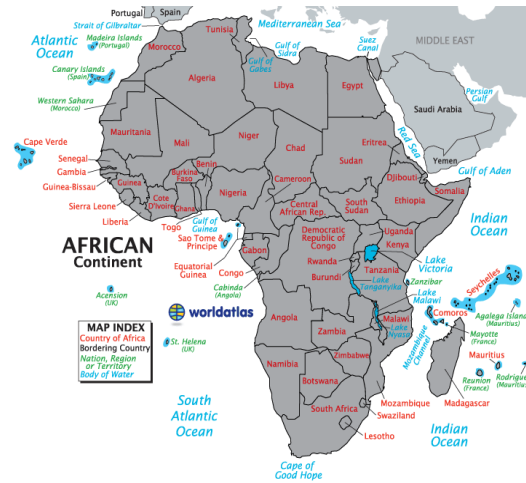 Portugal
Spain
Strait of Gilbraltar
Mediterranean Sea
Madeira Islands
(Portugal)
Atlantic
Ocean
Tunisia
Morocco
Gulf of
Sidra
Gulf of
Gabes
Suez
Canal
MIDDLE EAST
Canary Islands
(Spain)
Algeria
Libya
Egypt
Persian
Gulf
Western Sahara
(Morocco)
Saudi Arabia
Red Sea
Cape Verde
Mauritania
Mali
Niger
Chad
Sudan
Eritrea
Yemen
Gulf of Aden
Senegal
Gambia
Guinea-Bissau
Guinea
Burkina
Faso
Benin
Nigeria
Cameroon
DJibouti
Somalia
Ethiopia
Sierra Leone
Liberia
Cote
D'Ivoire
Ghana
Togo
Gulf of
Guinea
Central
African Rep.
South
Sudan
Indian
Ocean
AFRICAN
Continent
Sao Tome &
Principe
Equatorial
Guinea
Gabon
Congo
Cabinda
(Angola)
Democratic
Republic of
Congo
Uganda
Kenya
Rwanda
Burundi
Lake
Victoria
Tanzania
Lake
Tanganyika
Zanzibar
Seychelles
Acension
(UK)
worldatlas
Angola
Zambia
Malawi
Lake
Malawi
Lake
Nyasa
Comoros
Agalega Island
(Mauritius)
Mayotte
(France)
Mozambique
Channel
MAP INDEX
Country of Africa
Bordering Country
Nation, Region
or Territory
Body of Water
St. Helena
(UK)
Namibia
Zimbabwe
Botswana
Mauritius
Reunion
(France)
Rodrigue
(Mauritius
South
Atlantic
Ocean
South Africa
Mozambique
Swaziland
Madagascar
Lesotho
Indian
Ocean
Cape of
Good Hope